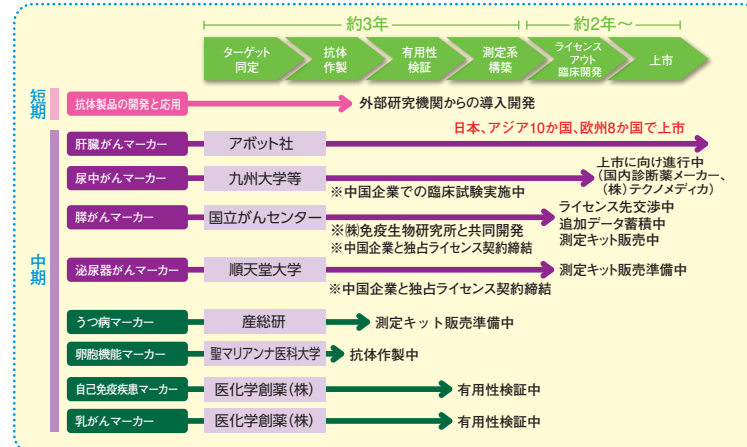 約3年
約2年～
ターゲット
同定
抗体
作製
有用性
検証
測定系
構築
ライセンス
アウト
臨床開発
上市
短期
抗体製品の開発と応用
外部研究機関からの導入開発
中期
肝臓がんマーカー
アボット社
日本、アジア10か国、欧州8か国で上市
尿中がんマーカー
九州大学等
※中国企業での臨床試験実施中
上市に向け進行中
（国内診断薬メーカー、
（株）テクノメディカ）
膵がんマーカー
国立がんセンター
※㈱免疫生物研究所と共同開発
※中国企業と独占ライセンス契約締結
ライセンス先交渉中
追加データ蓄積中
測定キット販売中
泌尿器がんマーカー
順天堂大学
※中国企業と独占ライセンス契約締結
測定キット販売準備中
うつ病マーカー
産総研
測定キット販売準備中
卵胞機能マーカー
聖マリアンナ医科大学
抗体作製中
自己免疫疾患マーカー
医化学創薬（株）
有用性検証中
乳がんマーカー
医化学創薬（株）
有用性検証中